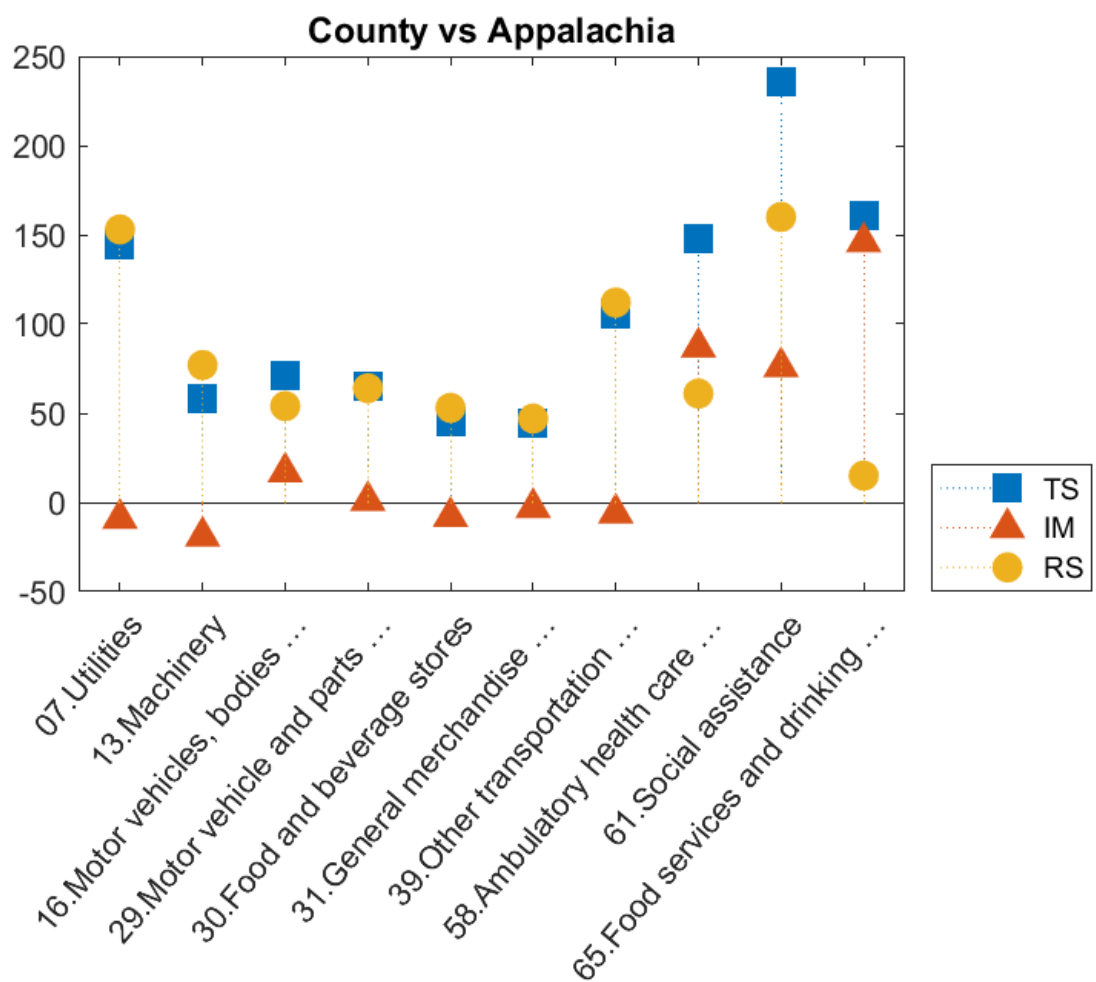 County vs Appalachia
250
200
150
100
50
0
-50
07.Utilities
13.Machinery
16.Motor vehicles, bodies ...
29.Motor vehicle and parts ...
30.Food and beverage stores
31.General merchandise ...
39.Other transportation ...
58.Ambulatory health care ...
61.Social assistance
65.Food services and drinking ...
TS
IM
RS